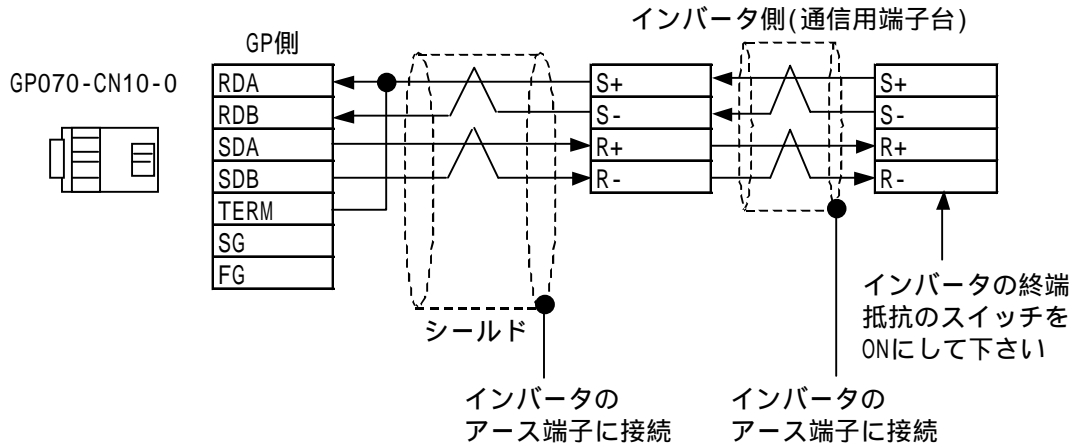 インバータ側(通信用端子台)
GP側
GP070-CN10-0
RDA
RDB
SDA
SDB
TERM
SG
FG
S+
S-
R+
R-
S+
S-
R+
R-
シールド
インバータの終端
抵抗のスイッチを
ONにして下さい
インバータの
アース端子に接続
インバータの
アース端子に接続